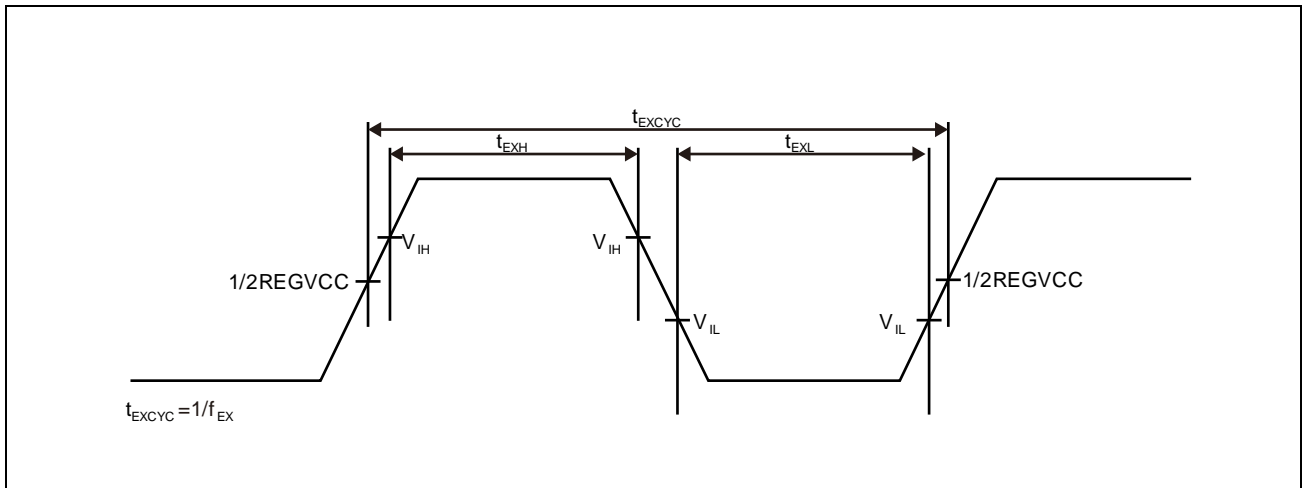 tEXCYC
tEXH
tEXL
VIH
VIH
1/2REGVCC
1/2REGVCC
VIL
VIL
tEXCYC =1/fEX